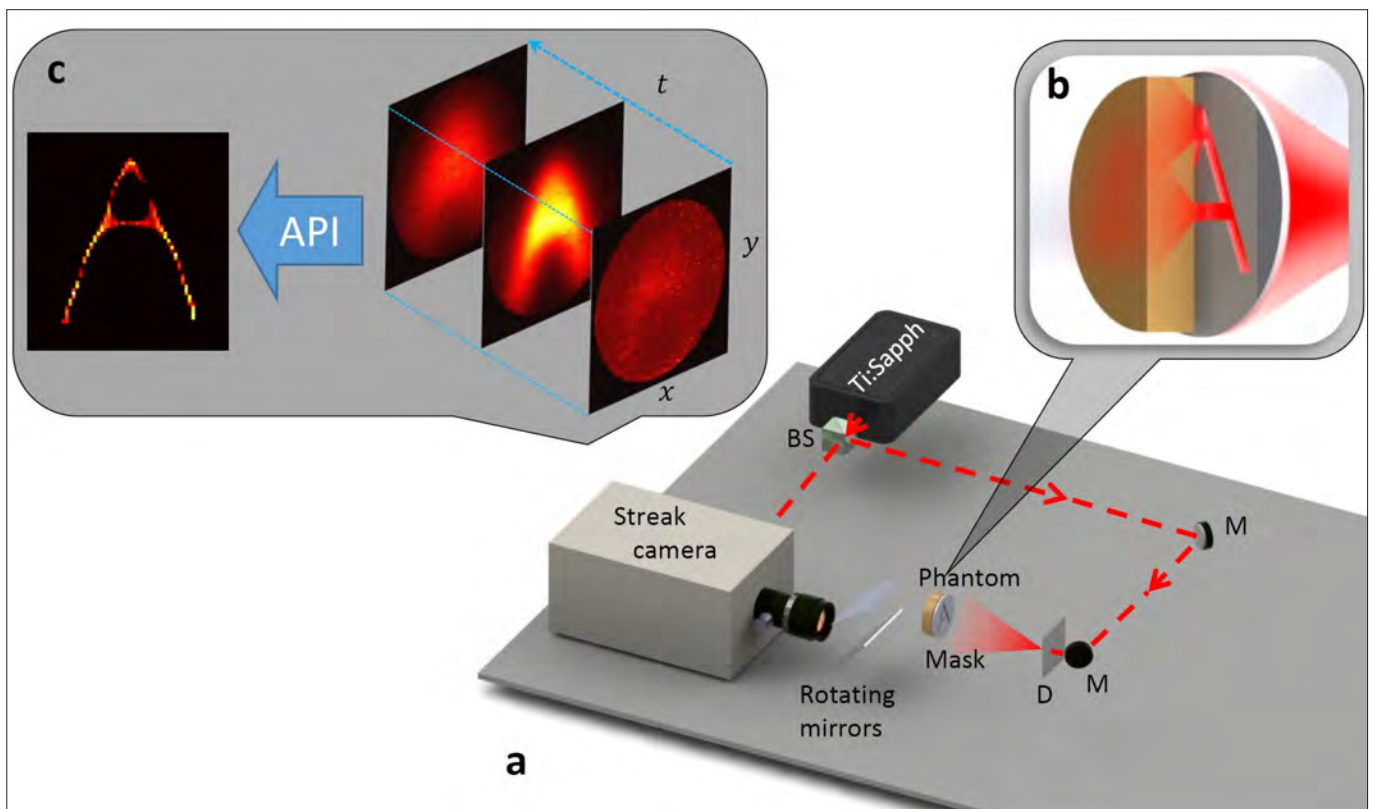 c
t
API
y
x
b
Ti:Sapph
BS
Streak
camera
M
Phantom
A
Mask
D
M
Rotating
mirrors
a